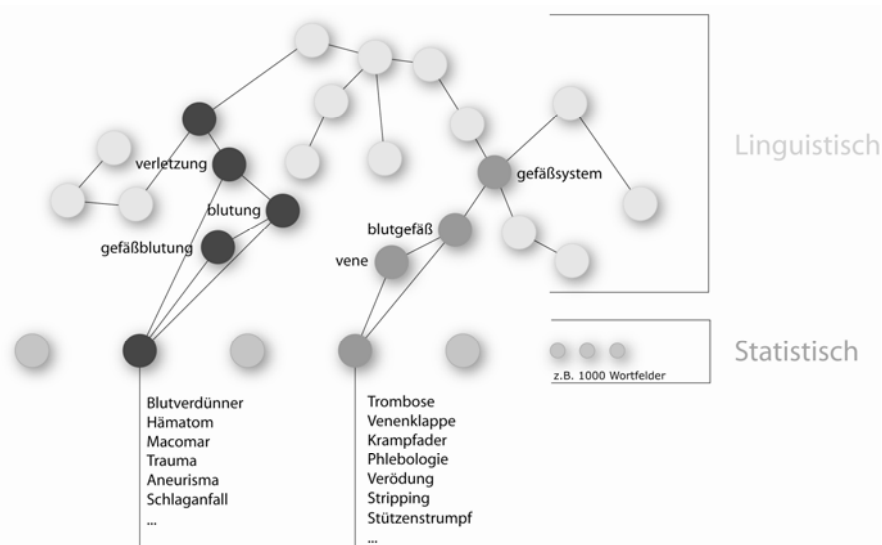 Linguistisch
verletzung
gefäßsystem
blutung
blutgefäß
gefäßblutung
vene
Statistisch
z.B. 1000 Wortfelder
Blutverdünner
Hämatom
Macomar
Trauma
Aneurisma
Schlaganfall
...
Trombose
Venenklappe
Krampfader
Phlebologie
Verödung
Stripping
Stützenstrumpf
...